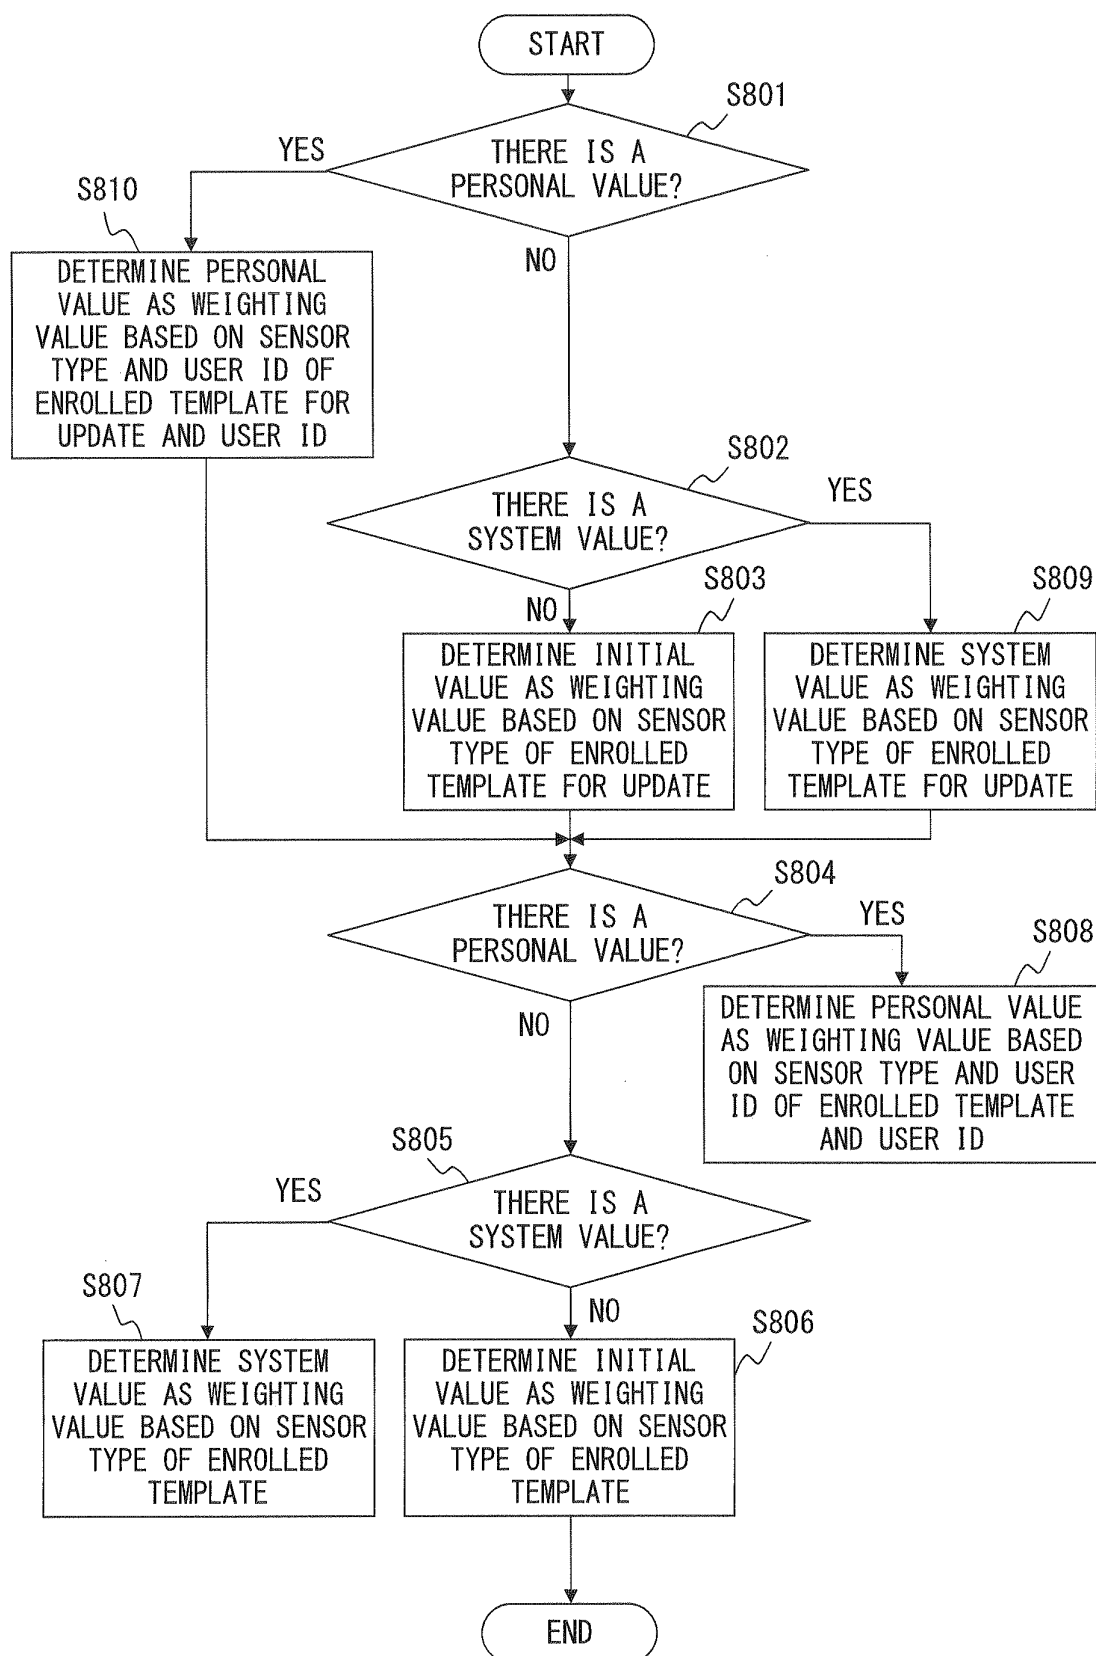 START
S801
THERE IS A
PERSONAL VALUE?
YES
NO
S810
DETERMINE PERSONAL
VALUE AS WEIGHTING
VALUE BASED ON SENSOR
TYPE AND USER ID OF
ENROLLED TEMPLATE FOR
UPDATE AND USER ID
S802
THERE IS A
SYSTEM VALUE?
YES
NO
S803
DETERMINE INITIAL
VALUE AS WEIGHTING
VALUE BASED ON SENSOR
TYPE OF ENROLLED
TEMPLATE FOR UPDATE
S809
DETERMINE SYSTEM
VALUE AS WEIGHTING
VALUE BASED ON SENSOR
TYPE OF ENROLLED
TEMPLATE FOR UPDATE
S804
THERE IS A
PERSONAL VALUE?
YES
NO
S808
DETERMINE PERSONAL VALUE
AS WEIGHTING VALUE BASED
ON SENSOR TYPE AND USER
ID OF ENROLLED TEMPLATE
AND USER ID
S805
THERE IS A
SYSTEM VALUE?
YES
NO
S807
DETERMINE SYSTEM
VALUE AS WEIGHTING
VALUE BASED ON SENSOR
TYPE OF ENROLLED
TEMPLATE
S806
DETERMINE INITIAL
VALUE AS WEIGHTING
VALUE BASED ON SENSOR
TYPE OF ENROLLED
TEMPLATE
END